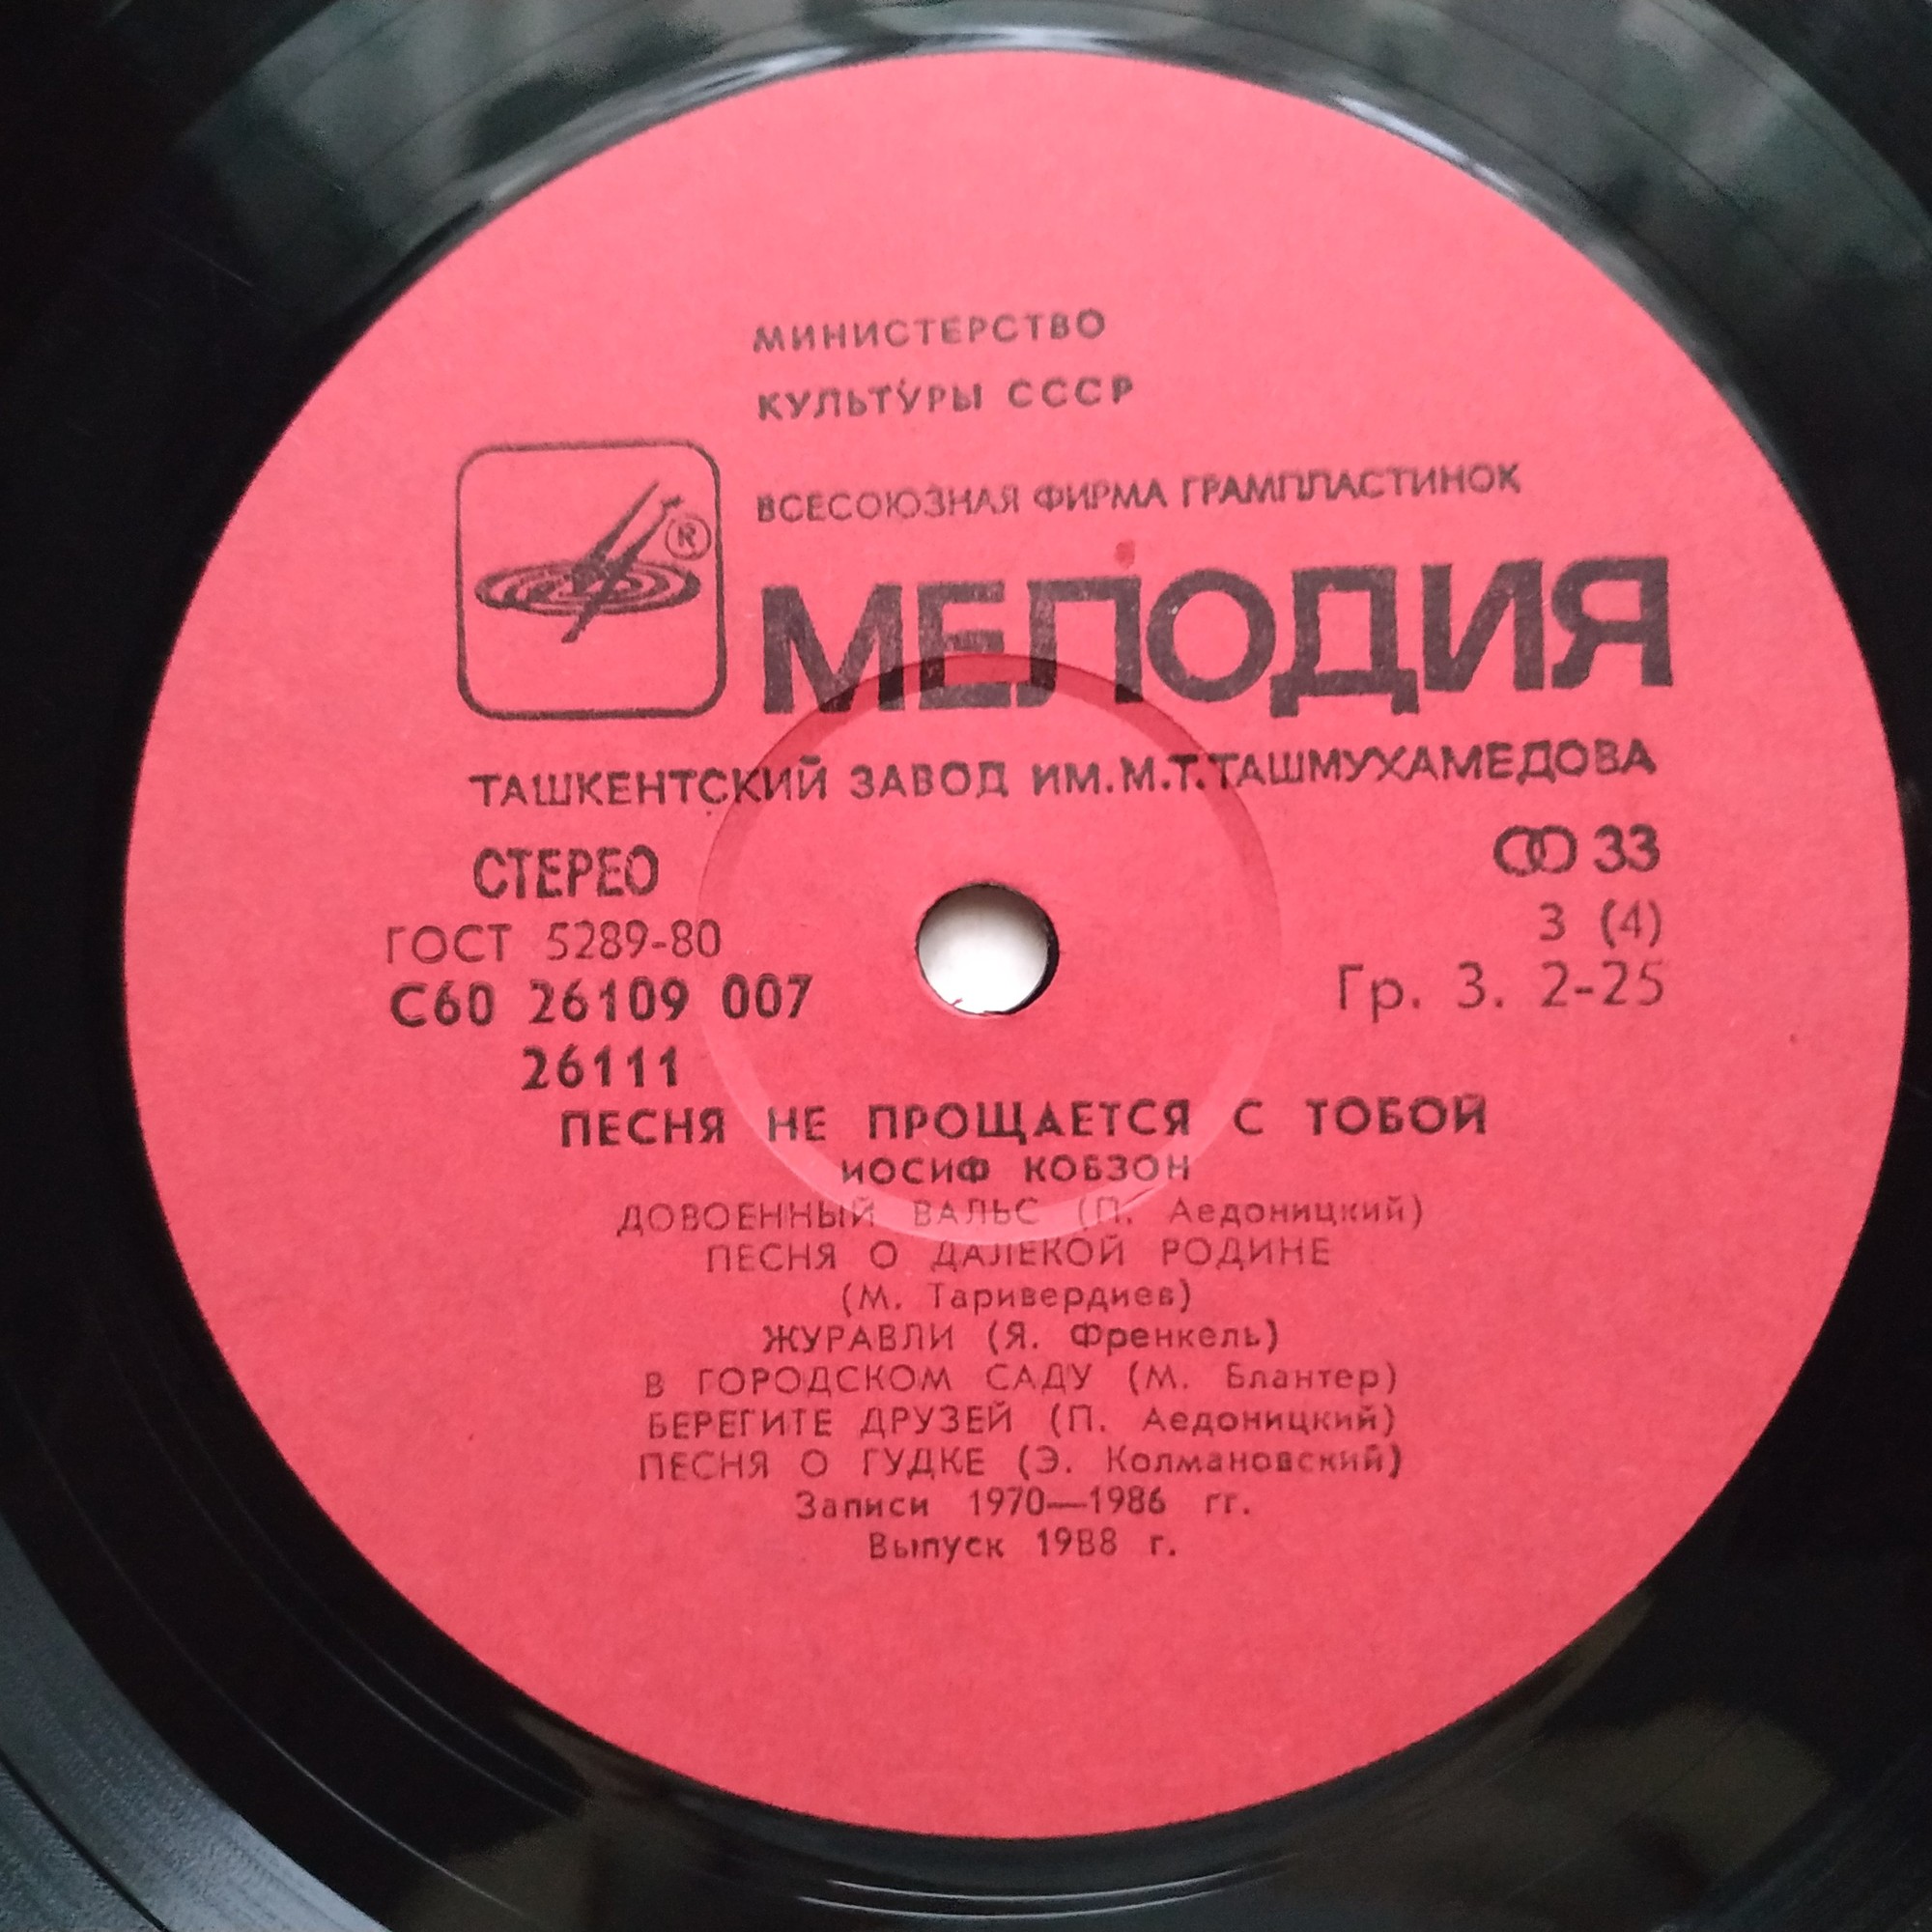 МИНИСТЕРСТВО
КУЛЬТУРЫ СССР
ВСЕСОЮЗНАЯ ФИРМА ГРАМПЛАСТИНОК
®
МЕЛОДИЯ
ТАШКЕНТСКИЙ ЗАВОД ИМ.М.Т.ТАШМУХАМЕДОВА
СТЕРЕО
33
ГОСТ 5289-80
3 (4)
С60 26109 007
Гр. 3. 2-25
26111
ПЕСНЯ НЕ ПРОЩАЕТСЯ С ТОБОЙ
ИОСИФ КОБЗОН
ДОВОЕННЫЙ ВАЛЬС (П. Аедоницкий)
ПЕСНЯ О ДАЛЕКОЙ РОДИНЕ
(М. Таривердиев)
ЖУРАВЛИ (Я. Френкель)
В ГОРОДСКОМ САДУ (М. Блантер)
БЕРЕГИТЕ ДРУЗЕЙ (П. Аедоницкий)
ПЕСНЯ О ГУДКЕ (Э. Колмановский)
Записи 1970—1986 гг.
Выпуск 1988 г.